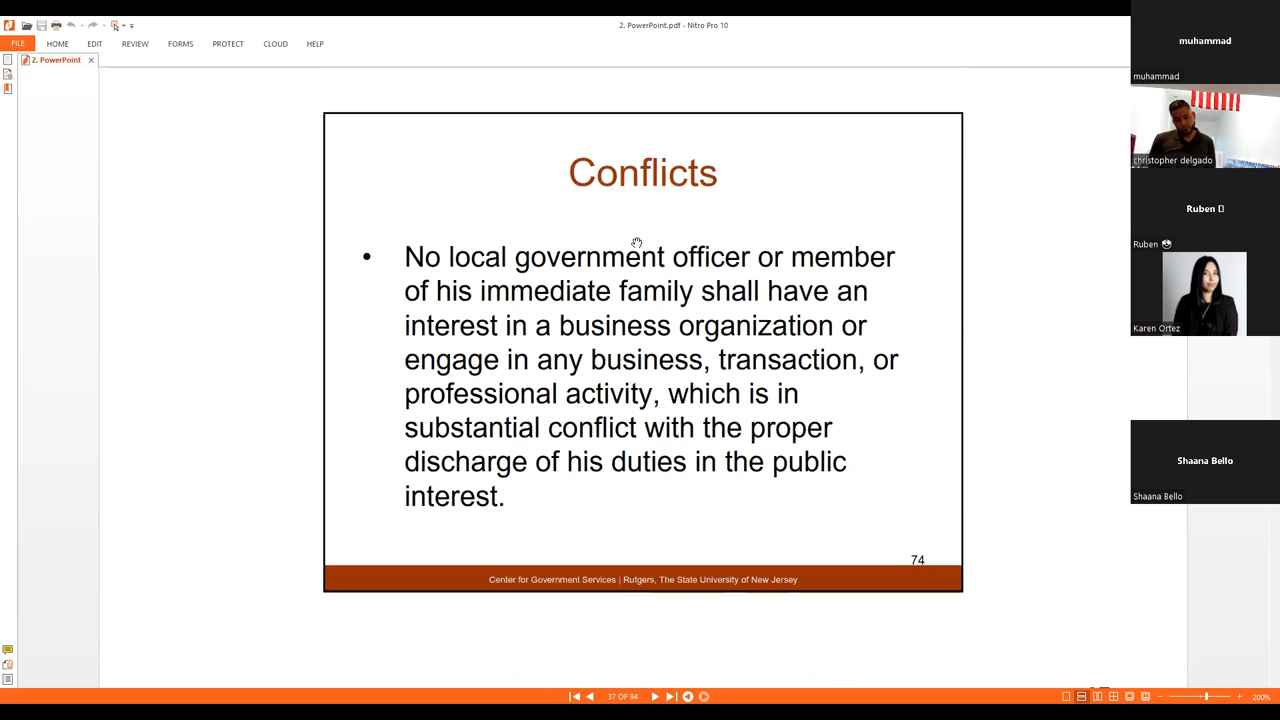 2. PowerPoint.pdf - Nitro Pro 10
FILE HOME EDIT REVIEW FORMS PROTECT CLOUD HELP
2. PowerPoint
Conflicts
• No local government officer or member
of his immediate family shall have an
interest in a business organization or
engage in any business, transaction, or
professional activity, which is in
substantial conflict with the proper
discharge of his duties in the public
interest.
74
Center for Government Services | Rutgers, The State University of New Jersey
37 OF 94
200%
muhammad
muhammad
christopher delgado
Ruben
Ruben
Karen Ortez
Shaana Bello
Shaana Bello